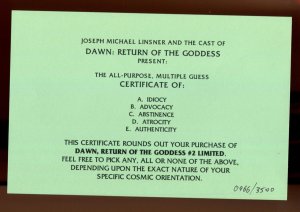 JOSEPH MICHAEL LINSNER AND THE CAST OF
DAWN: RETURN OF THE GODDESS
PRESENT:
THE ALL-PURPOSE, MULTIPLE GUESS
CERTIFICATE OF:
A. IDIOCY
B. ADVOCACY
C. ABSTINENCE
D. ATROCITY
E. AUTHENTICITY
THIS CERTIFICATE ROUNDS OUT YOUR PURCHASE OF
DAWN, RETURN OF THE GODDESS #2 LIMITED.
FEEL FREE TO PICK ANY, ALL OR NONE OF THE ABOVE,
DEPENDING UPON THE EXACT NATURE OF YOUR
SPECIFIC COSMIC ORIENTATION.
0966/3500